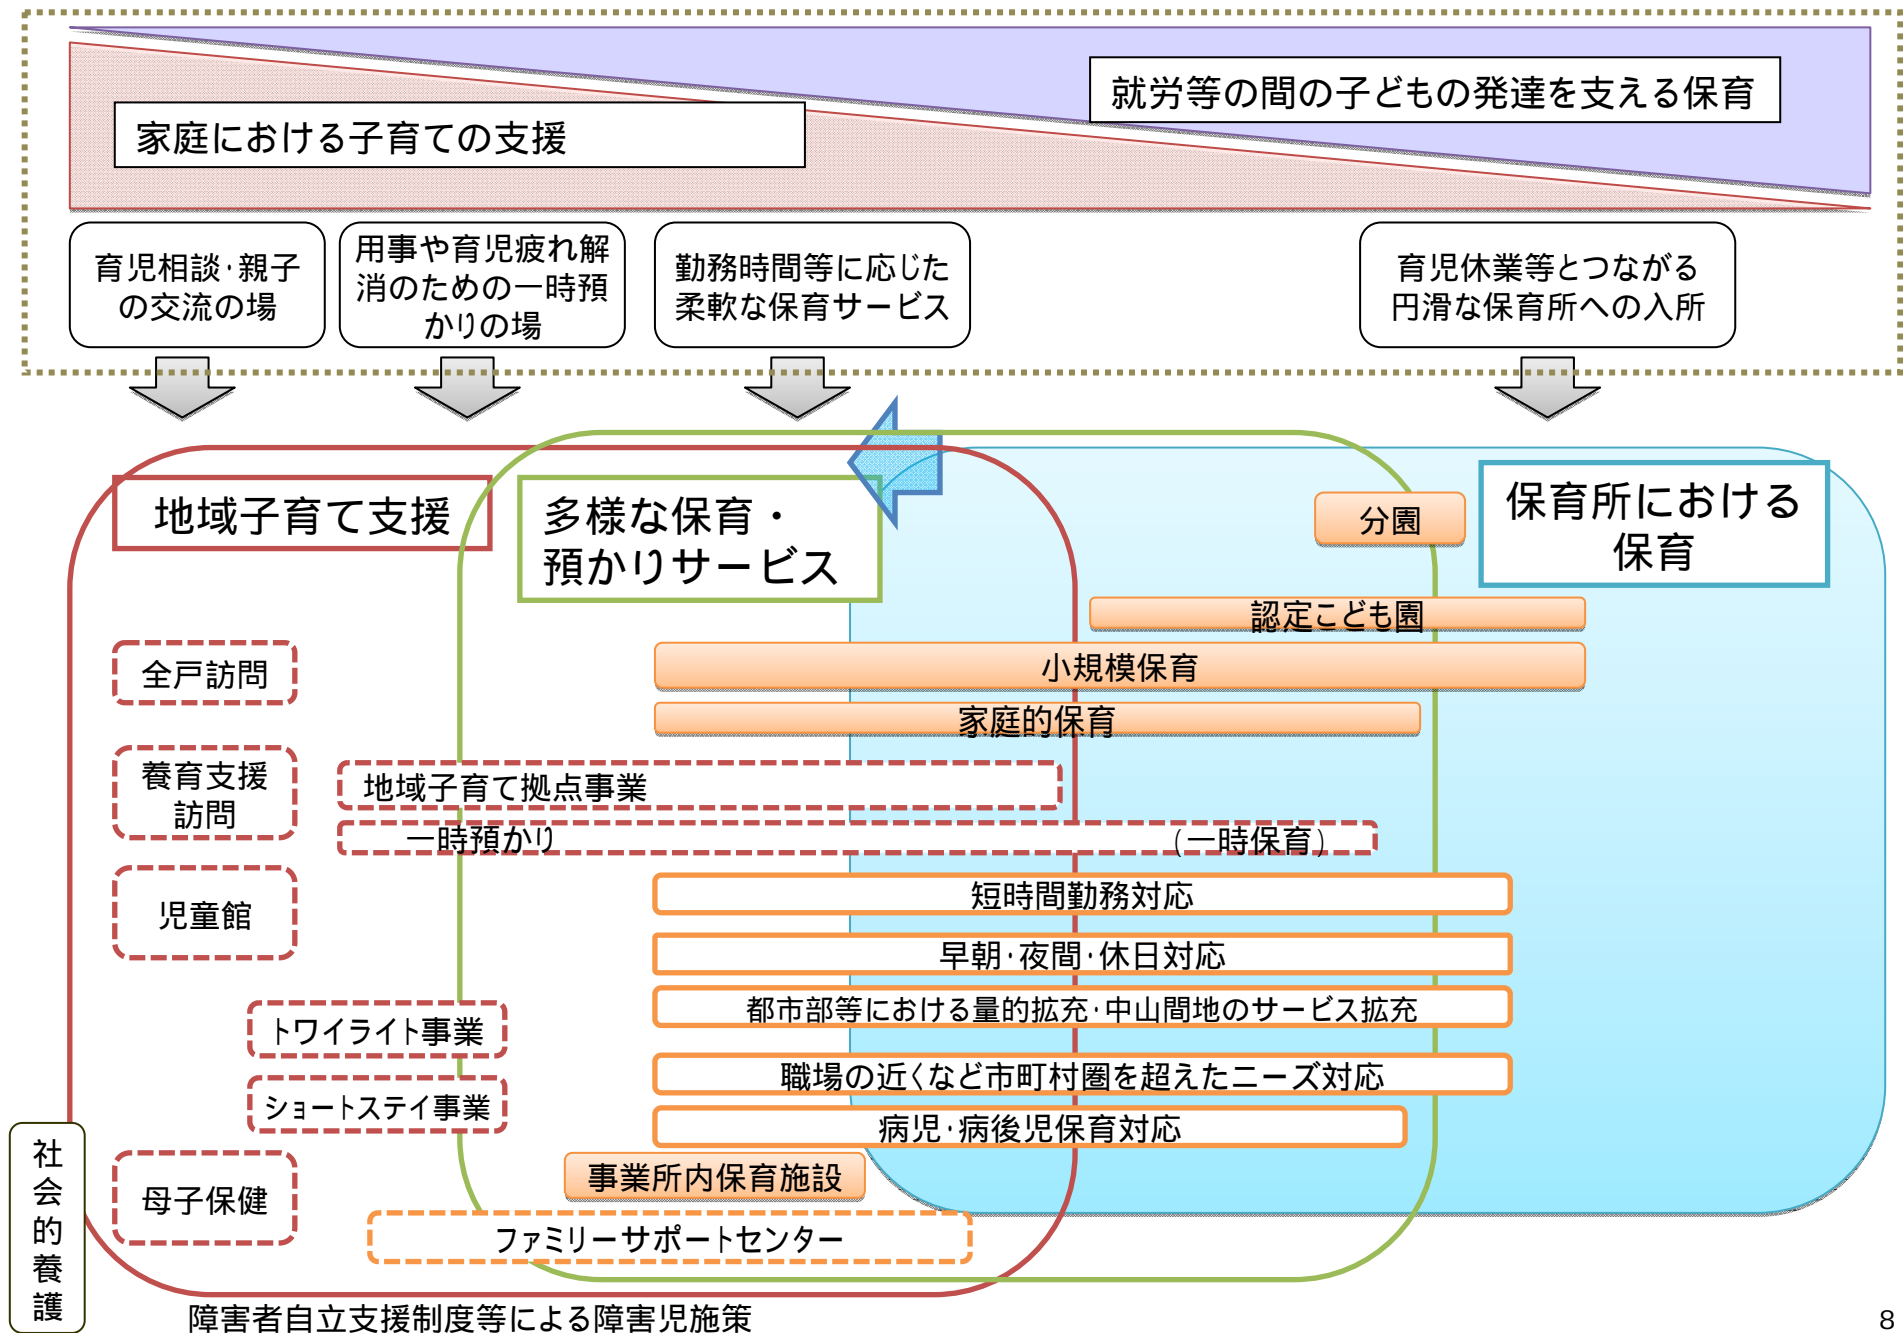 就労等の間の子どもの発達を支える保育
家庭における子育ての支援
育児相談・親子
の交流の場
用事や育児疲れ解
消のための一時預
かりの場
勤務時間等に応じた
柔軟な保育サービス
育児休業等とつながる
円滑な保育所への入所
地域子育て支援
多様な保育・
預かりサービス
保育所における
保育
分園
認定こども園
小規模保育
家庭的保育
全戸訪問
養育支援
訪問
地域子育て拠点事業
一時預かり
(一時保育)
児童館
短時間勤務対応
早朝・夜間・休日対応
都市部等における量的拡充・中山間地のサービス拡充
トワイライト事業
職場の近くなど市町村圏を超えたニーズ対応
ショートステイ事業
病児・病後児保育対応
事業所内保育施設
母子保健
ファミリーサポートセンター
社会的養護
障害者自立支援制度等による障害児施策
8